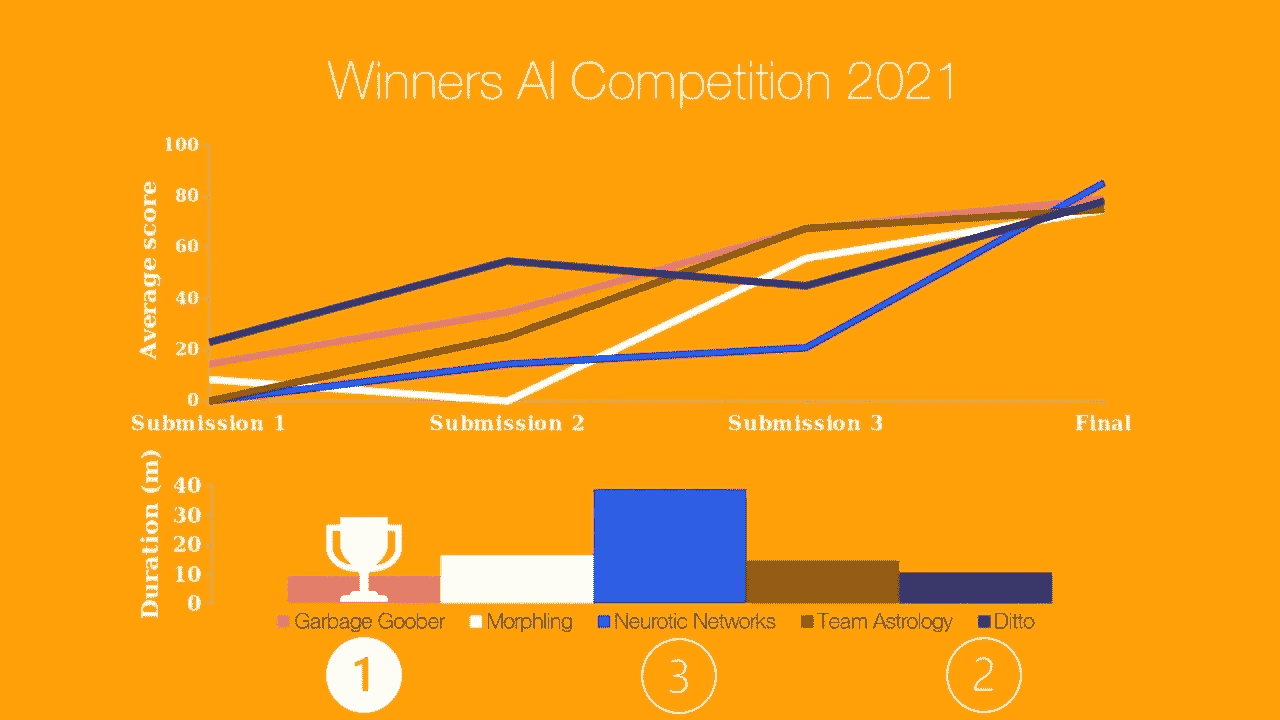 Winners AI Competition 2021
Average score
100
80
60
40
20
0
Submission 1 Submission 2 Submission 3 Final
Duration (m)
40
30
20
10
0
Garbage Goober Morphling Neurotic Networks Team Astrology Ditto
1 3 2